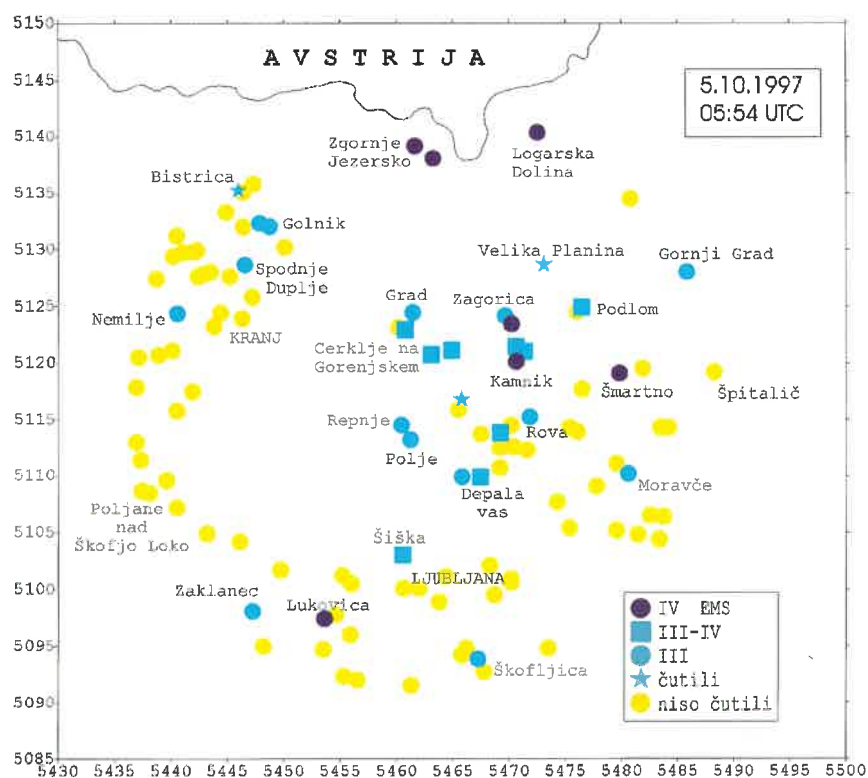 5150
A V S T R I J A
5145
5.10.1997
05:54 UTC
5140
Zgornje
Jezersko
Logarska
Dolina
Bistrica
5135
Golnik
Velika Planina
5130
Gornji Grad
Spodnje
Duplje
5125
Grad
Zagorica
Podlom
Nemilje
KRANJ
Cerklje na
Gorenjskem
5120
Kamnik
Šmartno
Špitalič
5115
Repnje
Rova
Polje
5110
Depala
vas
Moravče
Poljane
nad
Škofjo Loko
5105
Šiška
LJUBLJANA
5100
Zaklanec
Lukovica
5095
Škofljica
5090
5085
IV EMS
III-IV
III
čutili
niso čutili
5430 5435 5440 5445 5450 5455 5460 5465 5470 5475 5480 5485 5490 5495 5500